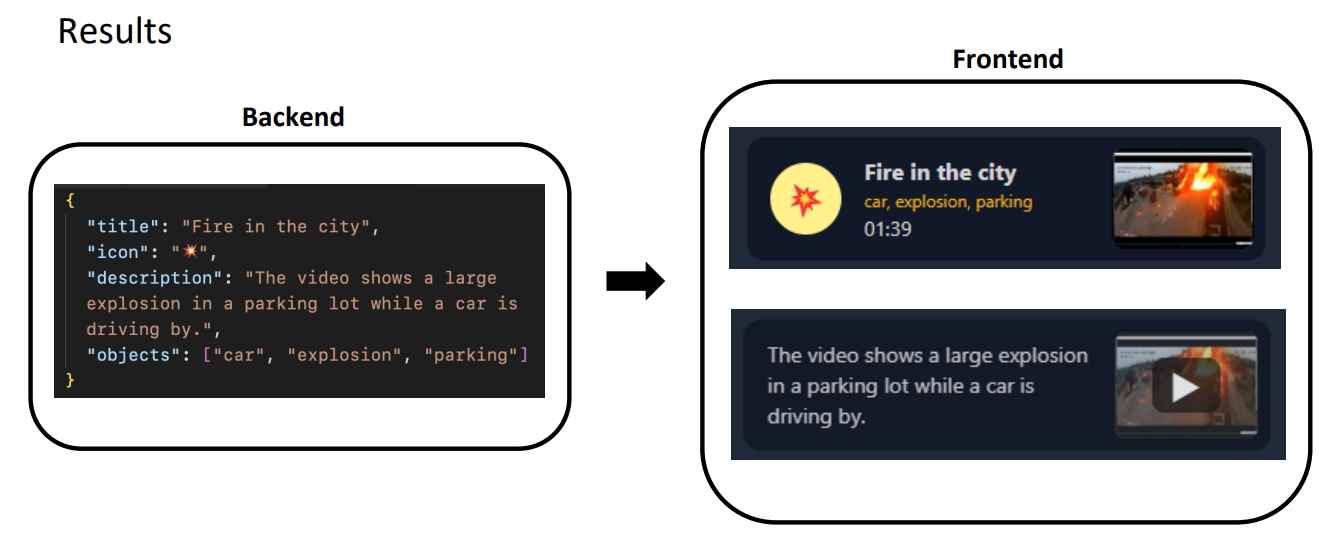 Results
Backend
{
"title": "Fire in the city",
"icon": "💥",
"description": "The video shows a large
explosion in a parking lot while a car is
driving by.",
"objects": ["car", "explosion", "parking"]
}
Frontend
Fire in the city
car, explosion, parking
01:39
The video shows a large explosion
in a parking lot while a car is
driving by.